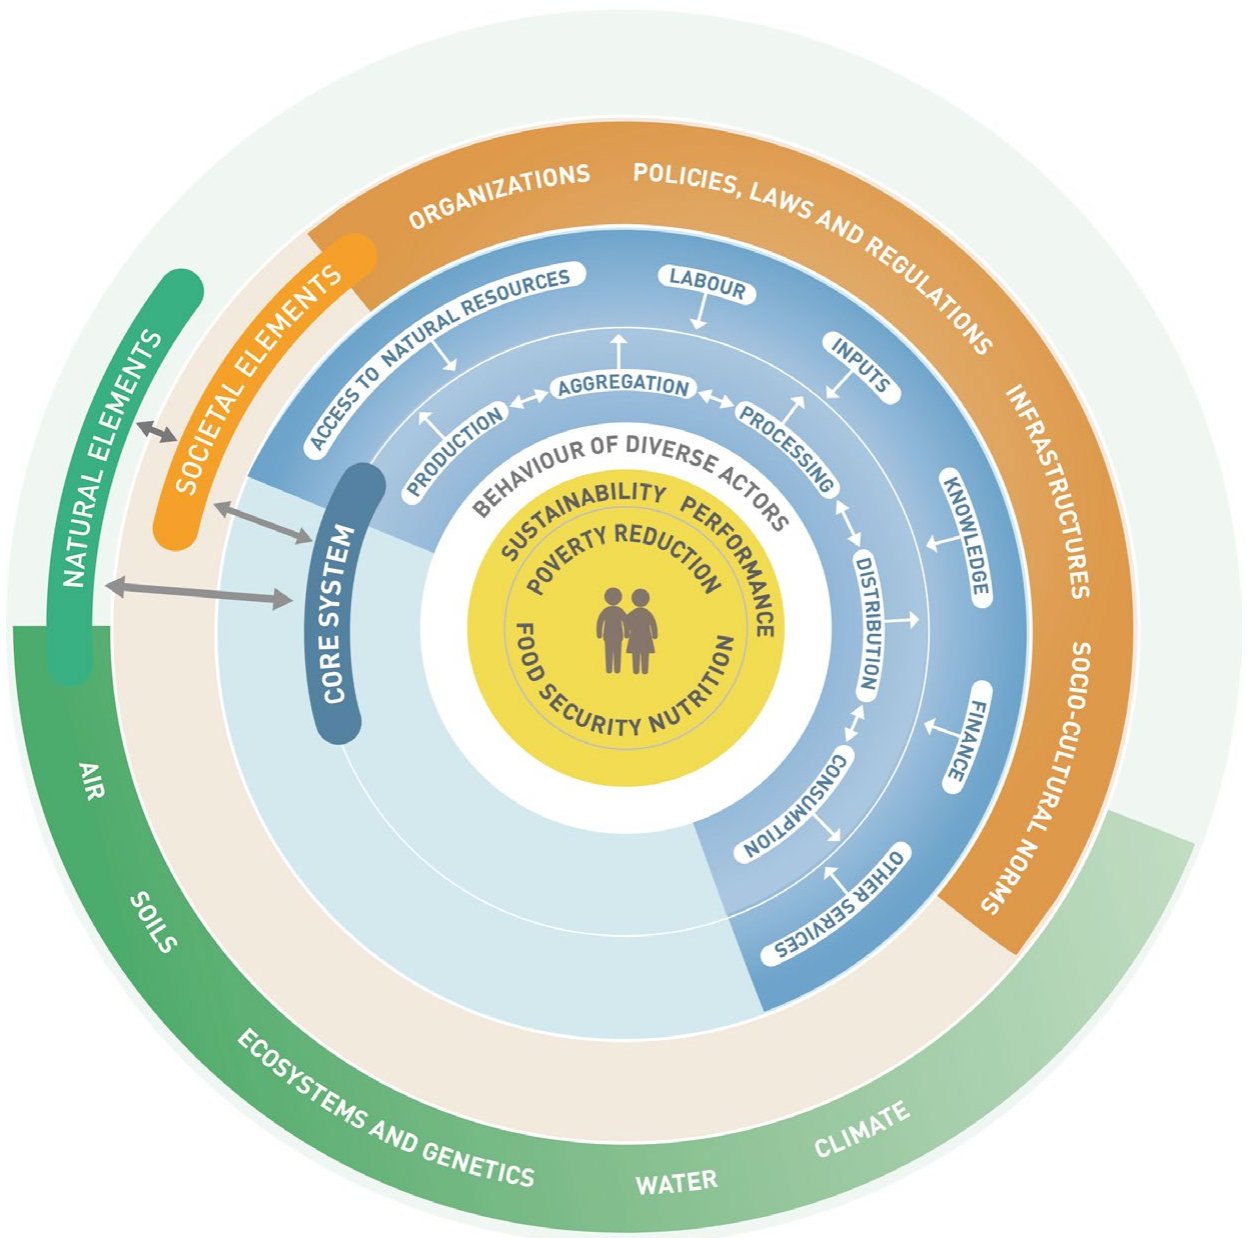 NATURAL ELEMENTS
SOCIETAL ELEMENTS
CORE SYSTEM
ORGANIZATIONS
POLICIES, LAWS AND REGULATIONS
INFRASTRUCTURES
SOCIO-CULTURAL NORMS
ACCESS TO NATURAL RESOURCES
LABOUR
INPUTS
KNOWLEDGE
FINANCE
OTHER SERVICES
PRODUCTION
AGGREGATION
PROCESSING
DISTRIBUTION
CONSUMPTION
BEHAVIOUR OF DIVERSE ACTORS
SUSTAINABILITY PERFORMANCE
POVERTY REDUCTION
FOOD SECURITY NUTRITION
AIR
SOILS
ECOSYSTEMS AND GENETICS
WATER
CLIMATE